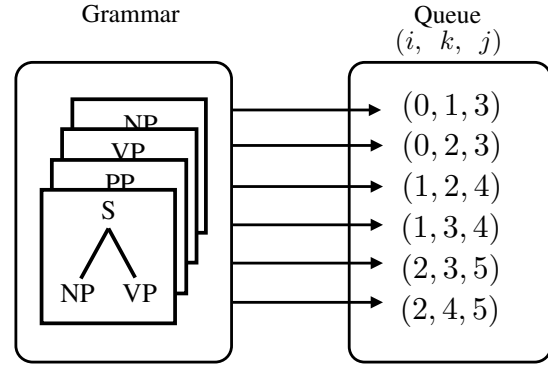 Grammar
Queue
(i, k, j)
NP
VP
PP
S
NP VP
(0, 1, 3)
(0, 2, 3)
(1, 2, 4)
(1, 3, 4)
(2, 3, 5)
(2, 4, 5)